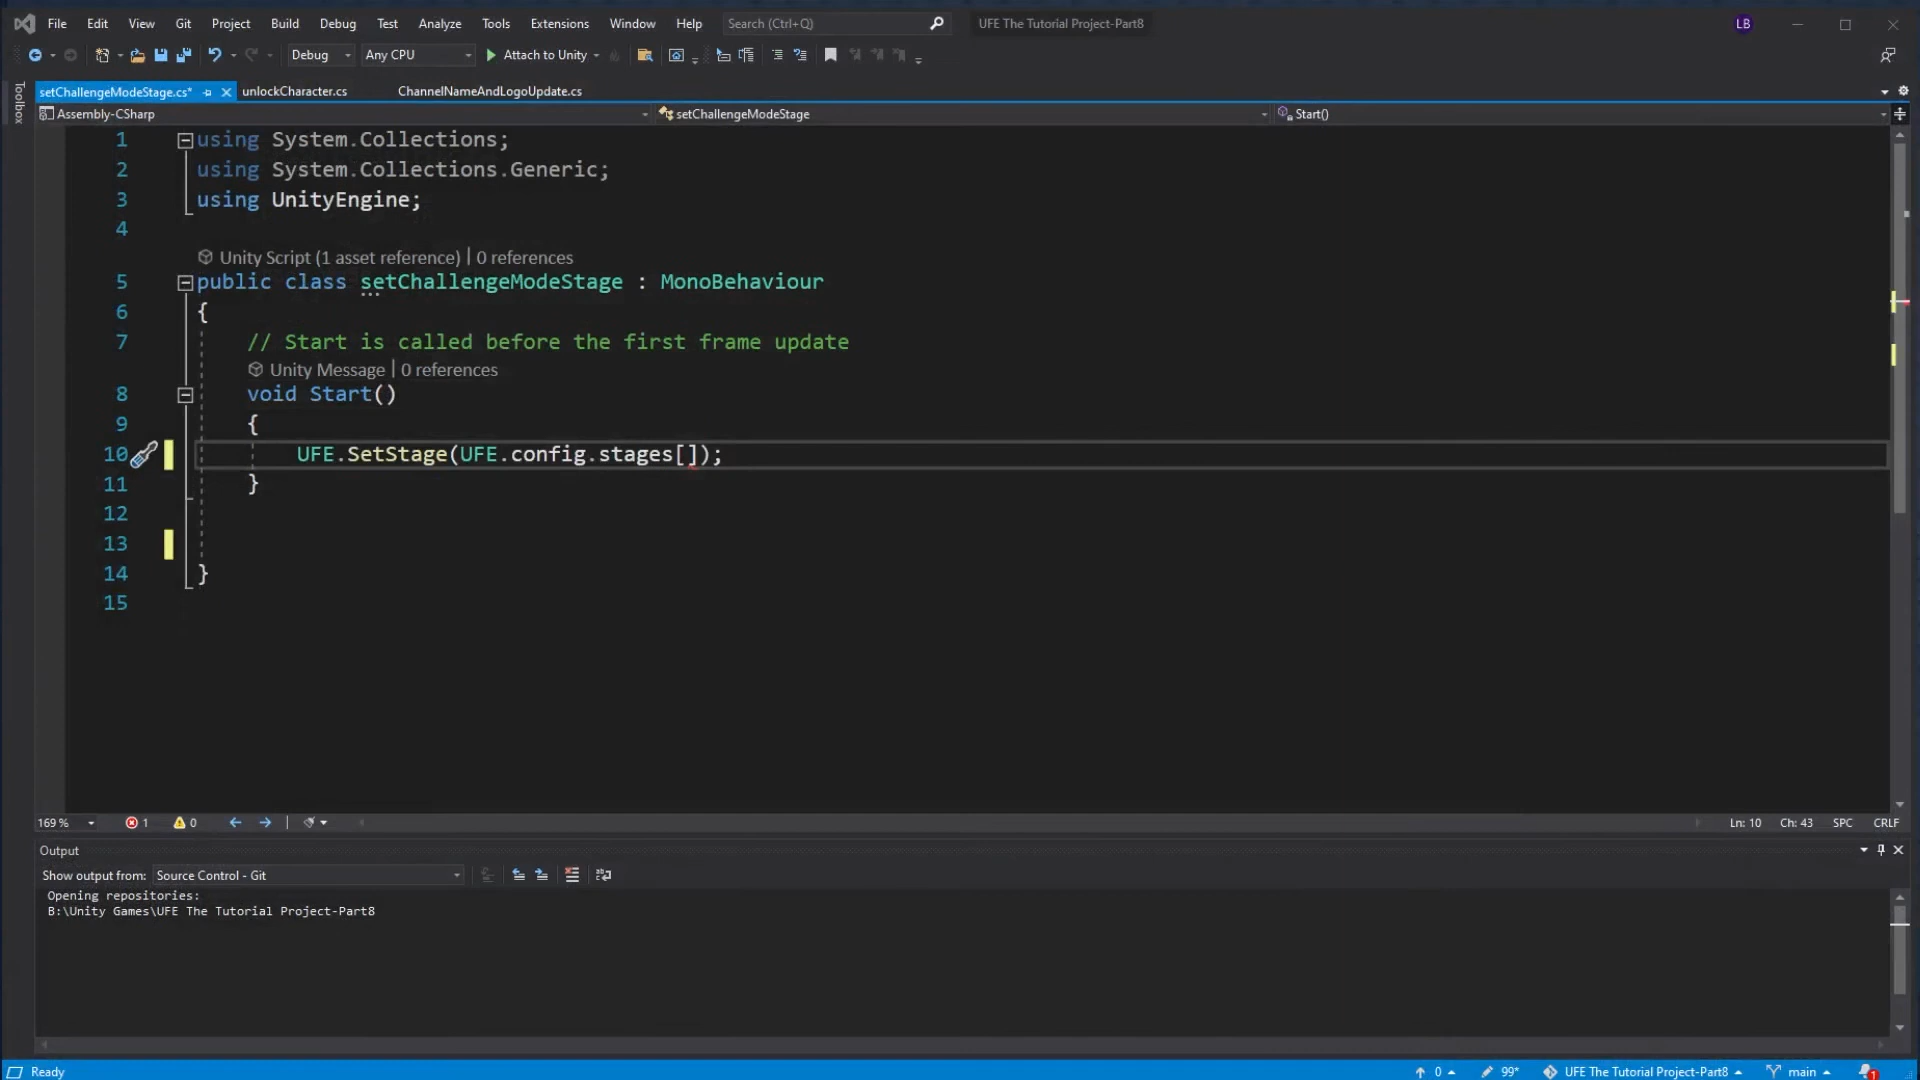 File Edit View Git Project Build Debug Test Analyze Tools Extensions Window Help Search (Ctrl+Q) UFE The Tutorial Project-Part8 LB
Debug Any CPU Attach to Unity
Toolbox
setChallengeModeStage.cs* unlockCharacter.cs ChannelNameAndLogoUpdate.cs
Assembly-CSharp setChallengeModeStage Start()
1 using System.Collections;
2 using System.Collections.Generic;
3 using UnityEngine;
4
Unity Script (1 asset reference) | 0 references
5 public class setChallengeModeStage : MonoBehaviour
6 {
7 // Start is called before the first frame update
Unity Message | 0 references
8 void Start()
9 {
10 UFE.SetStage(UFE.config.stages[]);
11 }
12
13
14 }
15
169 % 1 0 Ln: 10 Ch: 43 SPC CRLF
Output
Show output from: Source Control - Git
Opening repositories:
B:\Unity Games\UFE The Tutorial Project-Part8
Ready 0 99* UFE The Tutorial Project-Part8 main 1